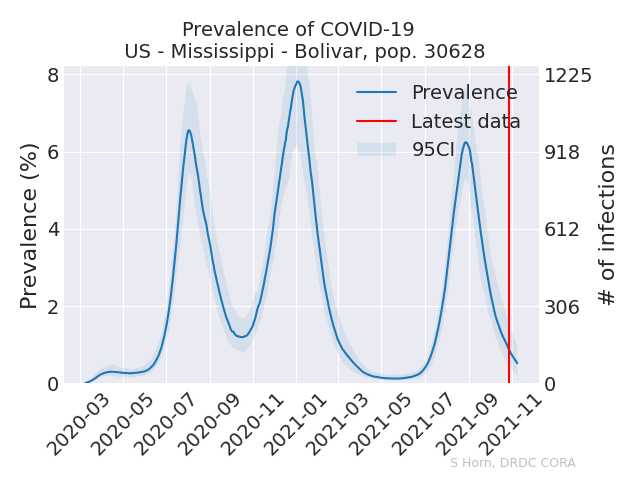 Prevalence of COVID-19
US - Mississippi - Bolivar, pop. 30628
Prevalence (%)
8
6
4
2
0
1225
918
612
306
0
# of infections
Prevalence
Latest data
95CI
2020-03
2020-05
2020-07
2020-09
2020-11
2021-01
2021-03
2021-05
2021-07
2021-09
2021-11
S Horn, DRDC CORA